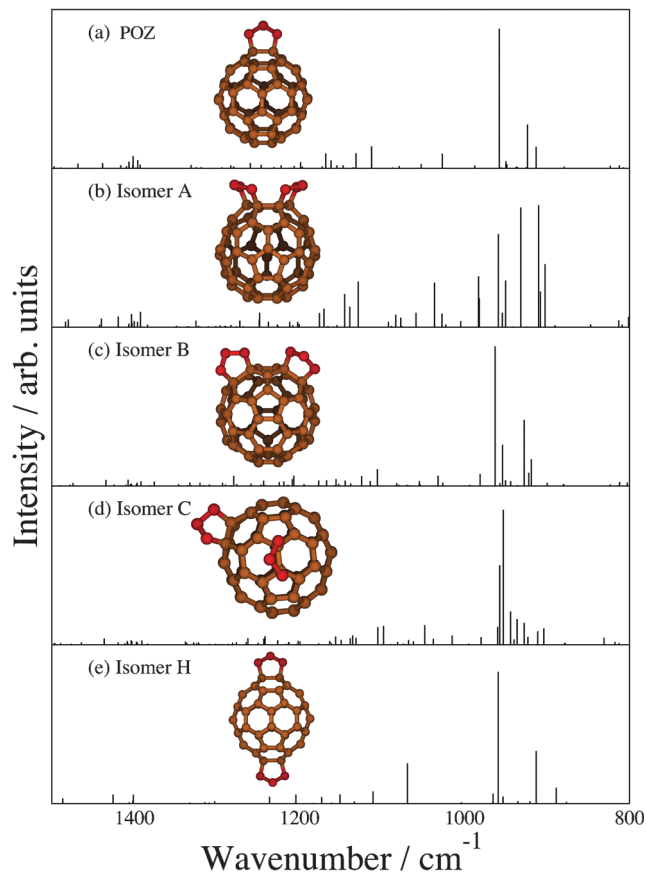 (a) POZ
(b) Isomer A
(c) Isomer B
(d) Isomer C
(e) Isomer H
Intensity / arb. units
1400 1200 1000 800
Wavenumber / cm-1